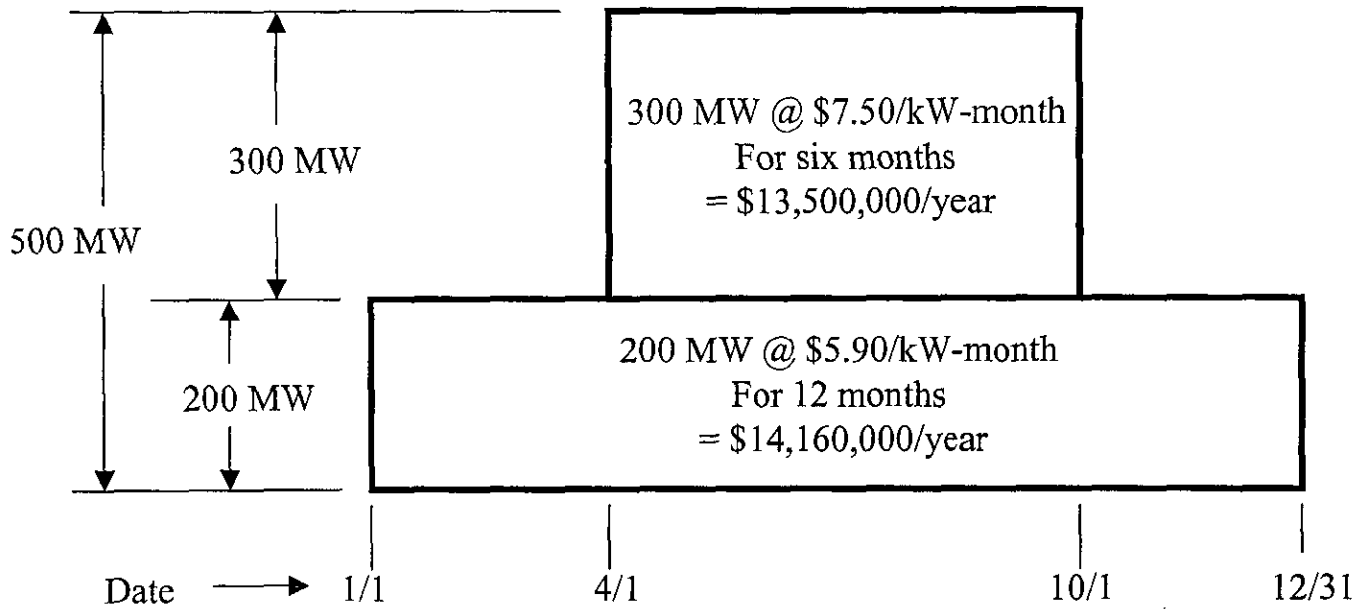 300 MW @ $7.50/kW-month
For six months
= $13,500,000/year
300 MW
500 MW
200 MW @ $5.90/kW-month
For 12 months
= $14,160,000/year
200 MW
Date 1/1 4/1 10/1 12/31